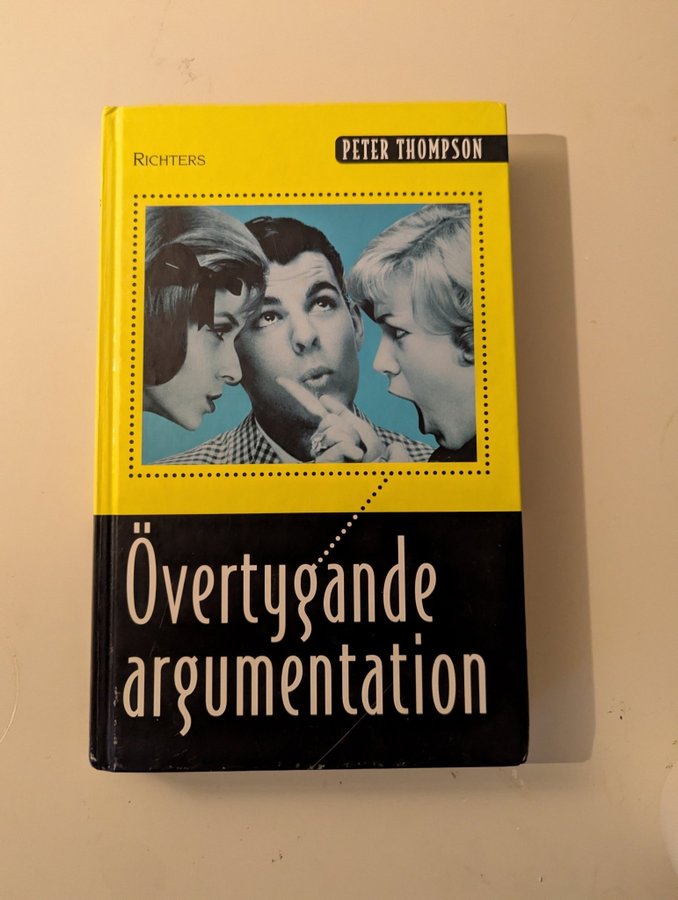 RICHTERS
PETER THOMPSON
Övertygande
argumentation